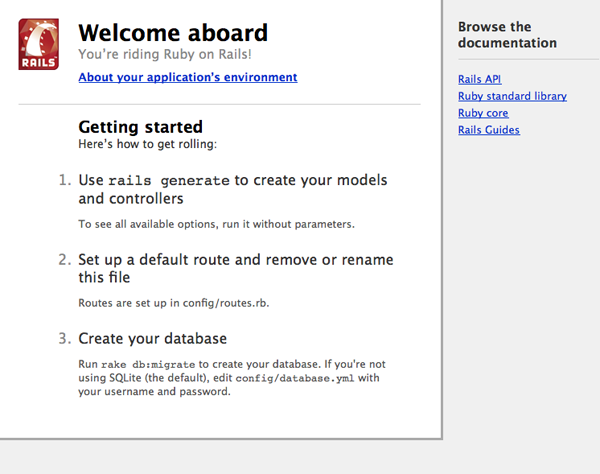 RAILS
Welcome aboard
You're riding Ruby on Rails!
About your application's environment
Getting started
Here's how to get rolling:
1. Use rails generate to create your models
and controllers
To see all available options, run it without parameters.
2. Set up a default route and remove or rename
this file
Routes are set up in config/routes.rb.
3. Create your database
Run rake db:migrate to create your database. If you're not
using SQLite (the default), edit config/database.yml with
your username and password.
Browse the
documentation
Rails API
Ruby standard library
Ruby core
Rails Guides